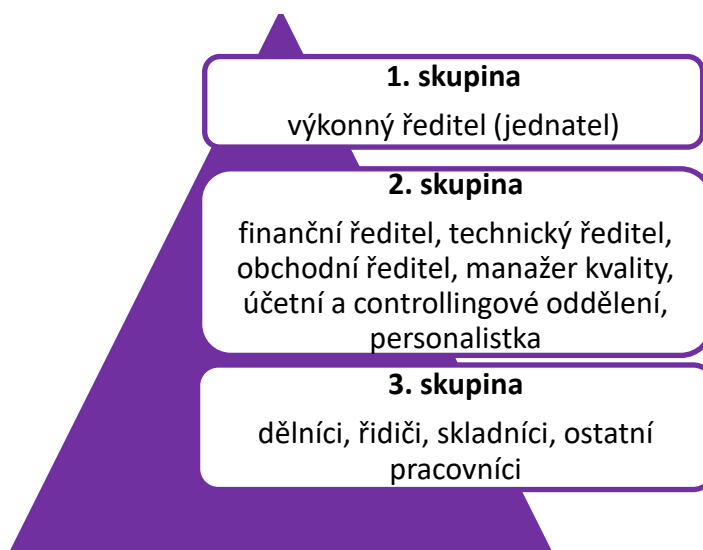 1. skupina
výkonný ředitel (jednatel)
2. skupina
finanční ředitel, technický ředitel,
obchodní ředitel, manažer kvality,
účetní a controllingové oddělení,
personalistka
3. skupina
dělníci, řidiči, skladníci, ostatní
pracovníci